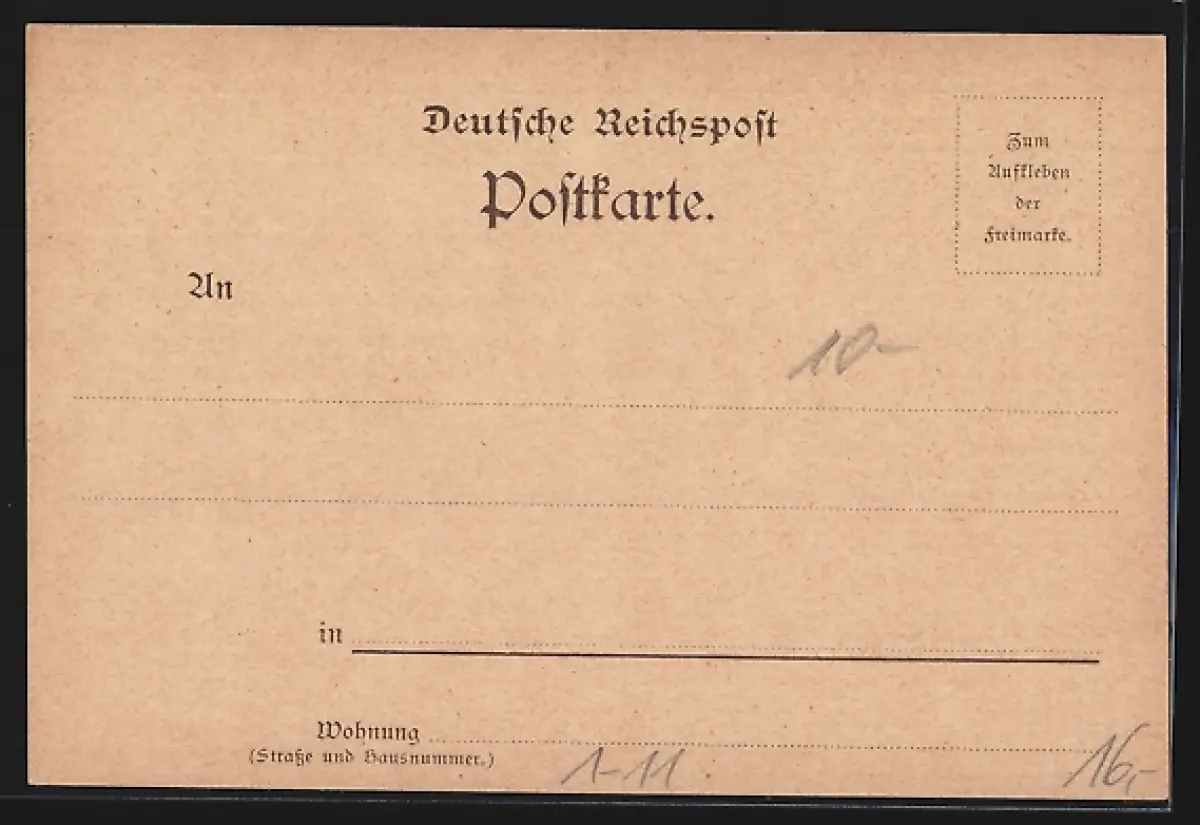 Deutsche Reichspost
Postkarte.
Zum
Aufkleben
der
Freimarke.
An
10-
in
Wohnung
(Straße und Hausnummer.)
1-11
16,-